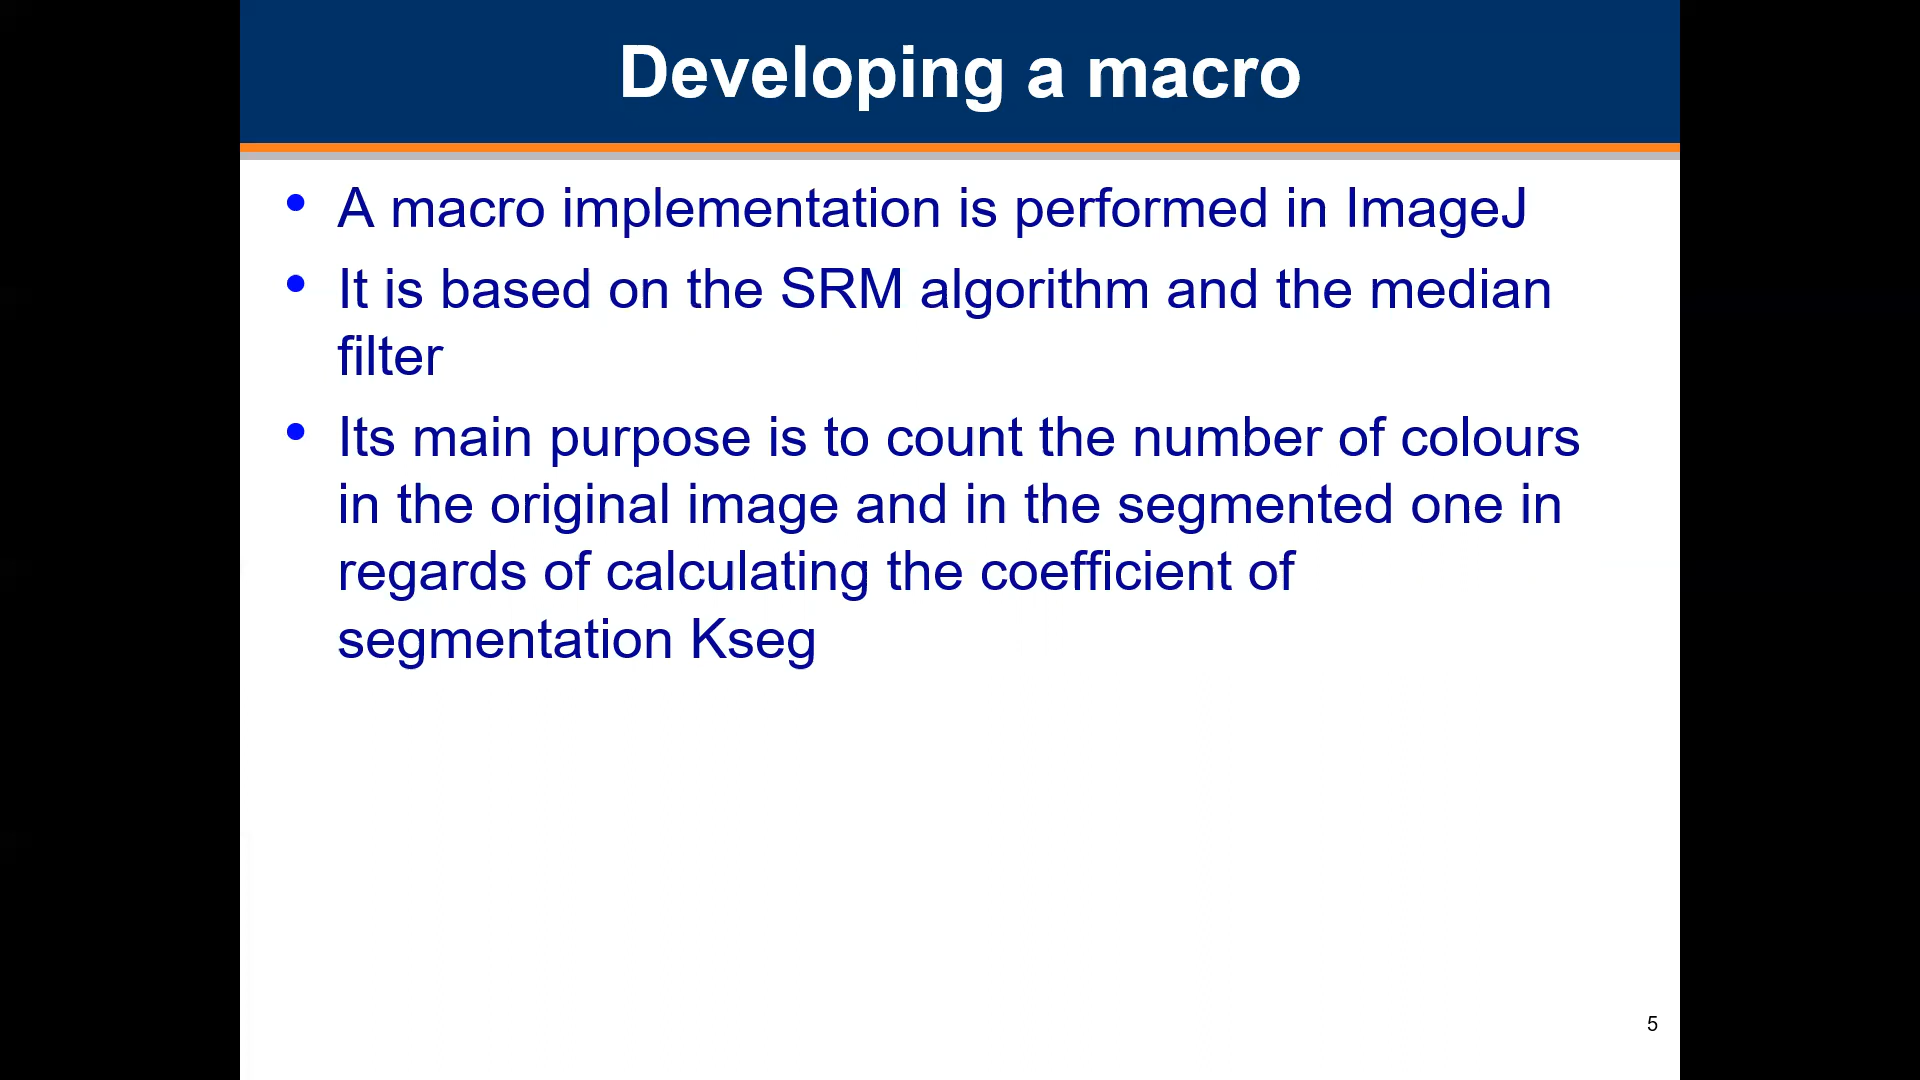 Developing a macro
• A macro implementation is performed in ImageJ
• It is based on the SRM algorithm and the median
filter
• Its main purpose is to count the number of colours
in the original image and in the segmented one in
regards of calculating the coefficient of
segmentation Kseg
5